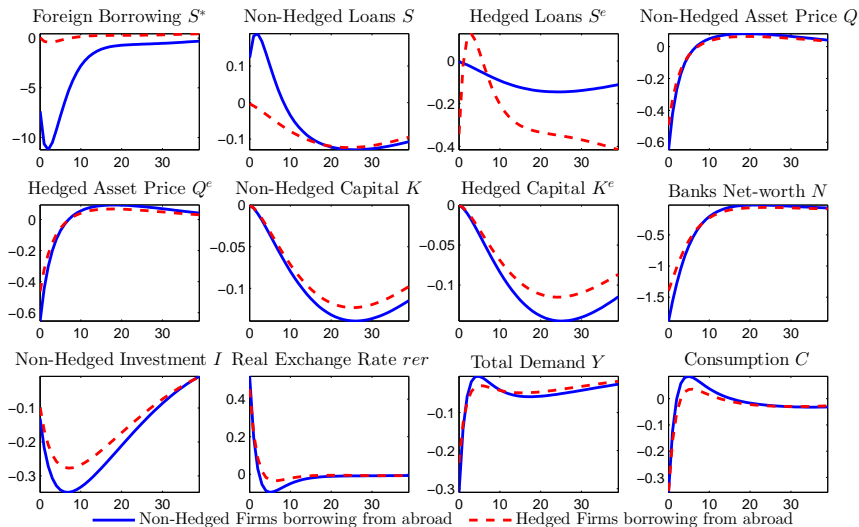 Foreign Borrowing S*
Non-Hedged Loans S
Hedged Loans Sᵉ
Non-Hedged Asset Price Q
0
−5
−10
0 10 20 30
0.1
0
−0.1
0 10 20 30
0
−0.2
−0.4
0 10 20 30
0
−0.2
−0.4
−0.6
0 10 20 30
Hedged Asset Price Qᵉ
Non-Hedged Capital K
Hedged Capital Kᵉ
Banks Net-worth N
0
−0.2
−0.4
−0.6
0 10 20 30
0
−0.05
−0.1
0 10 20 30
0
−0.05
−0.1
0 10 20 30
−0.5
−1
−1.5
0 10 20 30
Non-Hedged Investment I
Real Exchange Rate rer
Total Demand Y
Consumption C
−0.1
−0.2
−0.3
0 10 20 30
0.4
0.2
0
0 10 20 30
−0.1
−0.2
−0.3
0 10 20 30
0
−0.1
−0.2
−0.3
0 10 20 30
Non-Hedged Firms borrowing from abroad
Hedged Firms borrowing from abroad